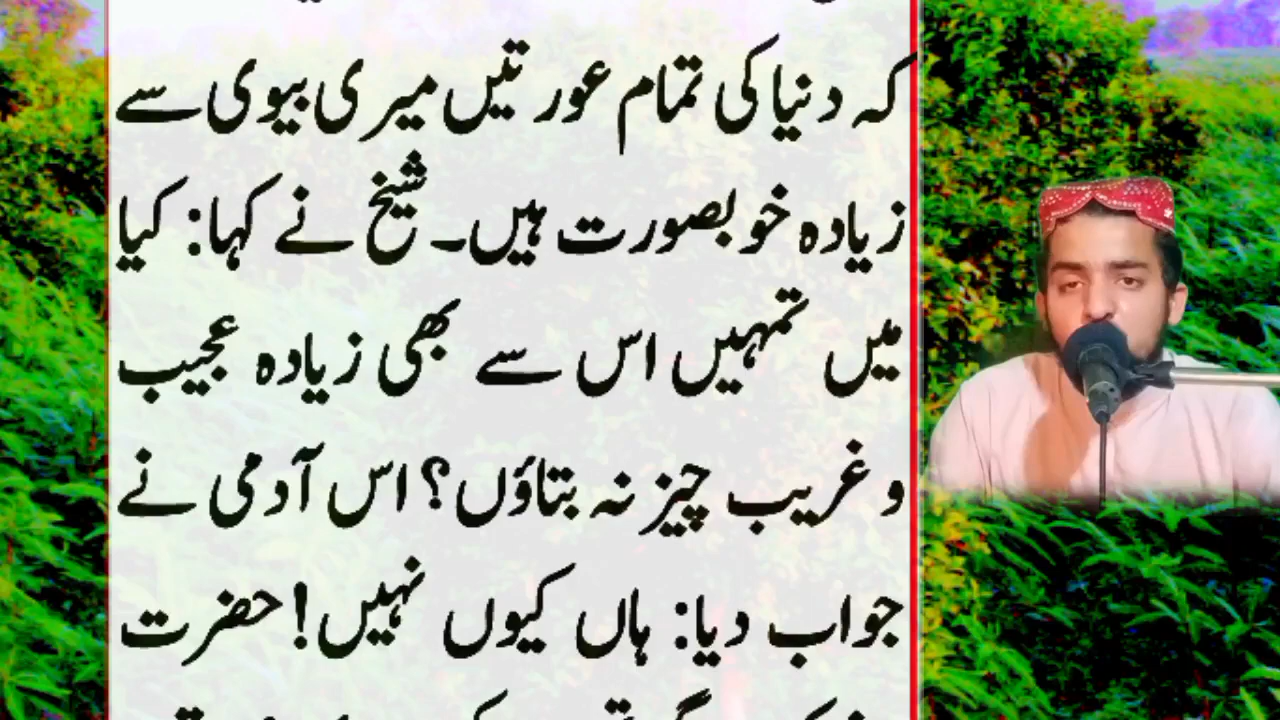 کہ دنیا کی تمام عورتیں میری بیوی سے
زیادہ خوبصورت ہیں۔ شیخ نے کہا: کیا
میں تمہیں اس سے بھی زیادہ عجیب
و غریب چیز نہ بتاؤں؟ اس آدمی نے
جواب دیا: ہاں کیوں نہیں! حضرت